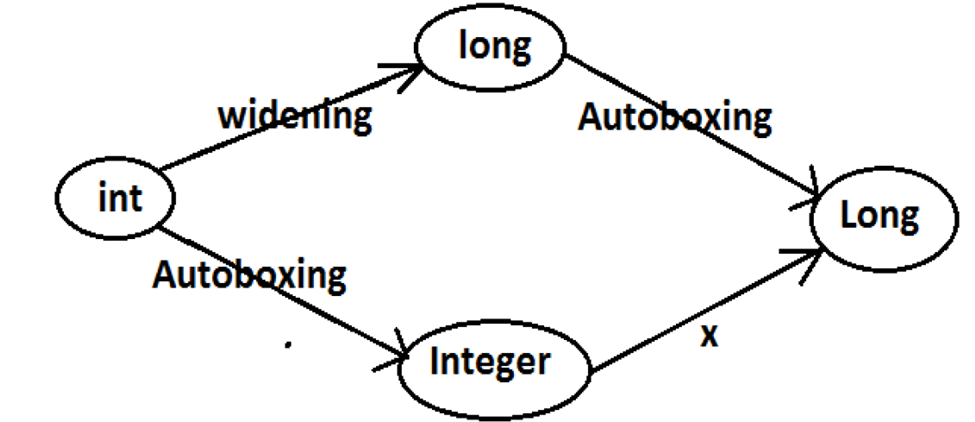 long
widening
Autoboxing
int
Long
Autoboxing
x
Integer